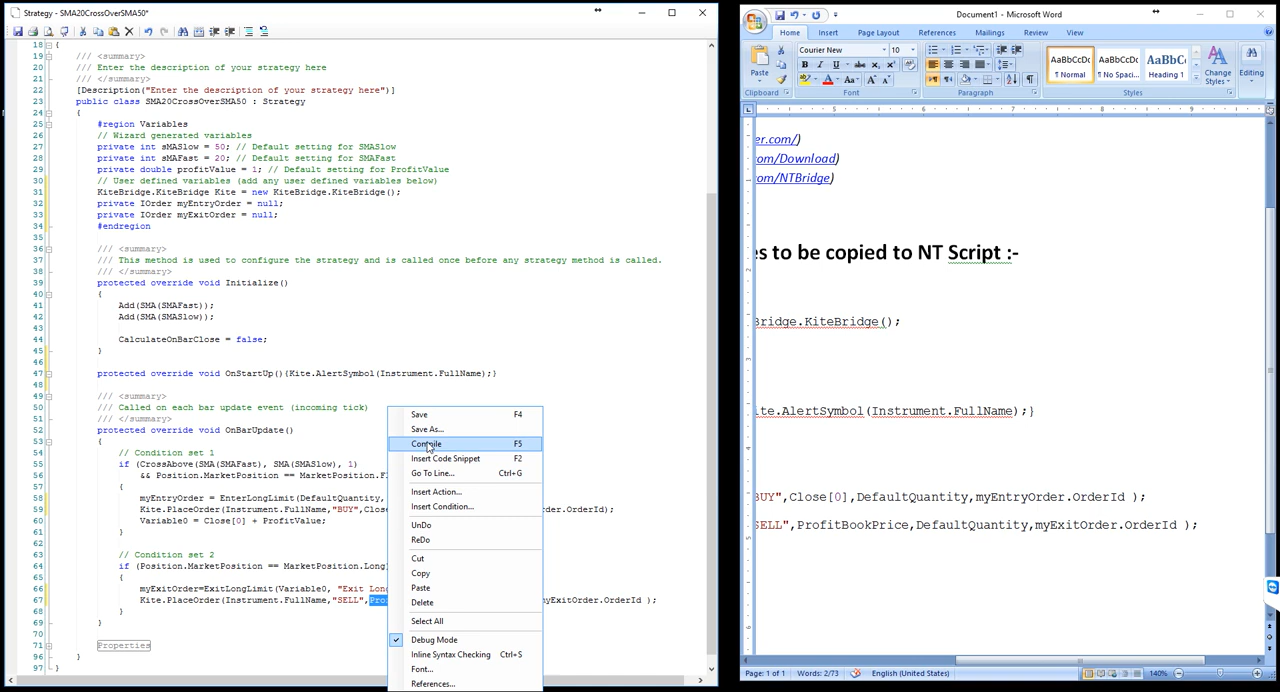 Strategy - SMA20CrossOverSMA50*
18 {
19 /// <summary>
20 /// Enter the description of your strategy here
21 /// </summary>
22 [Description("Enter the description of your strategy here")]
23 public class SMA20CrossOverSMA50 : Strategy
24 {
25 #region Variables
26 // Wizard generated variables
27 private int sMASlow = 50; // Default setting for SMASlow
28 private int sMAFast = 20; // Default setting for SMAFast
29 private double profitValue = 1; // Default setting for ProfitValue
30 // User defined variables (add any user defined variables below)
31 KiteBridge.KiteBridge Kite = new KiteBridge.KiteBridge();
32 private IOrder myEntryOrder = null;
33 private IOrder myExitOrder = null;
34 #endregion
35
36 /// <summary>
37 /// This method is used to configure the strategy and is called once before any strategy method is called.
38 /// </summary>
39 protected override void Initialize()
40 {
41 Add(SMA(SMAFast));
42 Add(SMA(SMASlow));
43
44 CalculateOnBarClose = false;
45 }
46
47 protected override void OnStartUp(){Kite.AlertSymbol(Instrument.FullName);}
48
49 /// <summary>
50 /// Called on each bar update event (incoming tick)
51 /// </summary>
52 protected override void OnBarUpdate()
53 {
54 // Condition set 1
55 if (CrossAbove(SMA(SMAFast), SMA(SMASlow), 1)
56 && Position.MarketPosition == MarketPosition.F
57 {
58 myEntryOrder = EnterLongLimit(DefaultQuantity,
59 Kite.PlaceOrder(Instrument.FullName,"BUY",Clo rder.OrderId);
60 Variable0 = Close[0] + ProfitValue;
61 }
62
63 // Condition set 2
64 if (Position.MarketPosition == MarketPosition.Long
65 {
66 myExitOrder=ExitLongLimit(Variable0, "Exit Lon
67 Kite.PlaceOrder(Instrument.FullName,"SELL",Pro myExitOrder.OrderId );
68 }
69 }
70
71 Properties
96 }
97 }
Save F4
Save As...
Compile F5
Insert Code Snippet F2
Go To Line... Ctrl+G
Insert Action...
Insert Condition...
UnDo
ReDo
Cut
Copy
Paste
Delete
Select All
Debug Mode
Inline Syntax Checking Ctrl+S
Font...
References...
Document1 - Microsoft Word
Home Insert Page Layout References Mailings Review View
Courier New 10
Paste
AaBbCcDc AaBbCcDc AaBbCc
¶ Normal ¶ No Spaci... Heading 1
Change Styles
Editing
Clipboard Font Paragraph Styles
er.com/)
com/Download)
com/NTBridge)
es to be copied to NT Script :-
Bridge.KiteBridge();
ite.AlertSymbol(Instrument.FullName);}
BUY",Close[0],DefaultQuantity,myEntryOrder.OrderId );
SELL",ProfitBookPrice,DefaultQuantity,myExitOrder.OrderId );
Page: 1 of 1 Words: 2/73 English (United States) 140%